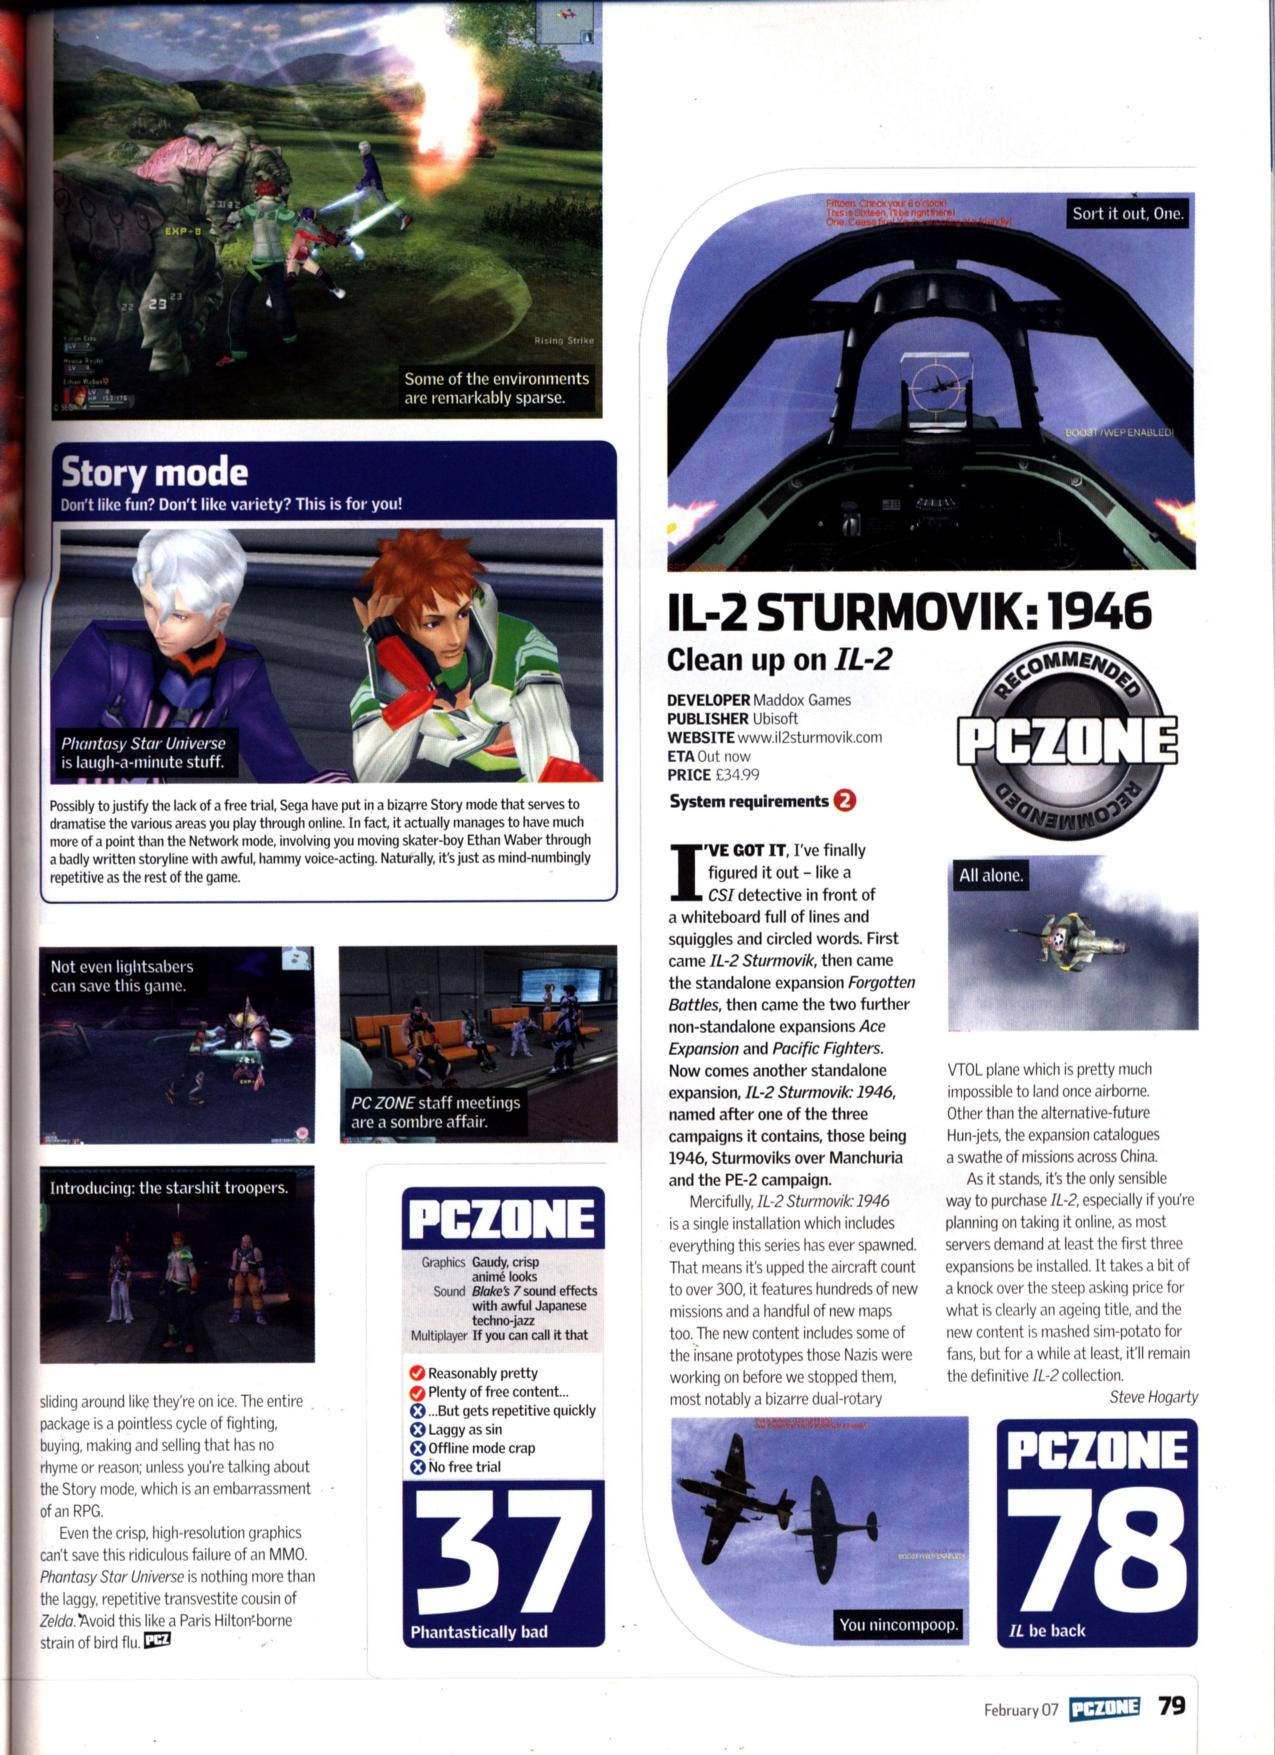 EXP+8
23
22
23
Rising Strike
Some of the environments
are remarkably sparse.
Story mode
Don't like fun? Don't like variety? This is for you!
Phantasy Star Universe
is laugh-a-minute stuff.
Possibly to justify the lack of a free trial, Sega have put in a bizarre Story mode that serves to
dramatise the various areas you play through online. In fact, it actually manages to have much
more of a point than the Network mode, involving you moving skater-boy Ethan Waber through
a badly written storyline with awful, hammy voice-acting. Naturally, it's just as mind-numbingly
repetitive as the rest of the game.
Not even lightsabers
can save this game.
PC ZONE staff meetings
are a sombre affair.
Introducing: the starshit troopers.
sliding around like they're on ice. The entire
package is a pointless cycle of fighting,
buying, making and selling that has no
rhyme or reason; unless you're talking about
the Story mode, which is an embarrassment
of an RPG.
Even the crisp, high-resolution graphics
can't save this ridiculous failure of an MMO.
Phantasy Star Universe is nothing more than
the laggy, repetitive transvestite cousin of
Zelda. Avoid this like a Paris Hilton-borne
strain of bird flu. PCZ
PCZONE
Graphics Gaudy, crisp
animé looks
Sound Blake's 7 sound effects
with awful Japanese
techno-jazz
Multiplayer If you can call it that
Reasonably pretty
Plenty of free content...
...But gets repetitive quickly
Laggy as sin
Offline mode crap
No free trial
37
Phantastically bad
Fifteen. Check your 6 o'clock!
This is Sixteen, I'll be right there!
Sort it out, One.
BOOST/WEP ENABLED!
IL-2 STURMOVIK: 1946
Clean up on IL-2
DEVELOPER Maddox Games
PUBLISHER Ubisoft
WEBSITE www.il2sturmovik.com
ETA Out now
PRICE £34.99
System requirements 2
RECOMMENDED
PCZONE
RECOMMENDED
I'VE GOT IT, I've finally
figured it out – like a
CSI detective in front of
a whiteboard full of lines and
squiggles and circled words. First
came IL-2 Sturmovik, then came
the standalone expansion Forgotten
Battles, then came the two further
non-standalone expansions Ace
Expansion and Pacific Fighters.
Now comes another standalone
expansion, IL-2 Sturmovik: 1946,
named after one of the three
campaigns it contains, those being
1946, Sturmoviks over Manchuria
and the PE-2 campaign.
Mercifully, IL-2 Sturmovik: 1946
is a single installation which includes
everything this series has ever spawned.
That means it's upped the aircraft count
to over 300, it features hundreds of new
missions and a handful of new maps
too. The new content includes some of
the insane prototypes those Nazis were
working on before we stopped them,
most notably a bizarre dual-rotary
All alone.
VTOL plane which is pretty much
impossible to land once airborne.
Other than the alternative-future
Hun-jets, the expansion catalogues
a swathe of missions across China.
As it stands, it's the only sensible
way to purchase IL-2, especially if you're
planning on taking it online, as most
servers demand at least the first three
expansions be installed. It takes a bit of
a knock over the steep asking price for
what is clearly an ageing title, and the
new content is mashed sim-potato for
fans, but for a while at least, it'll remain
the definitive IL-2 collection.
Steve Hogarty
You nincompoop.
PCZONE
78
IL be back
February 07 PCZONE 79